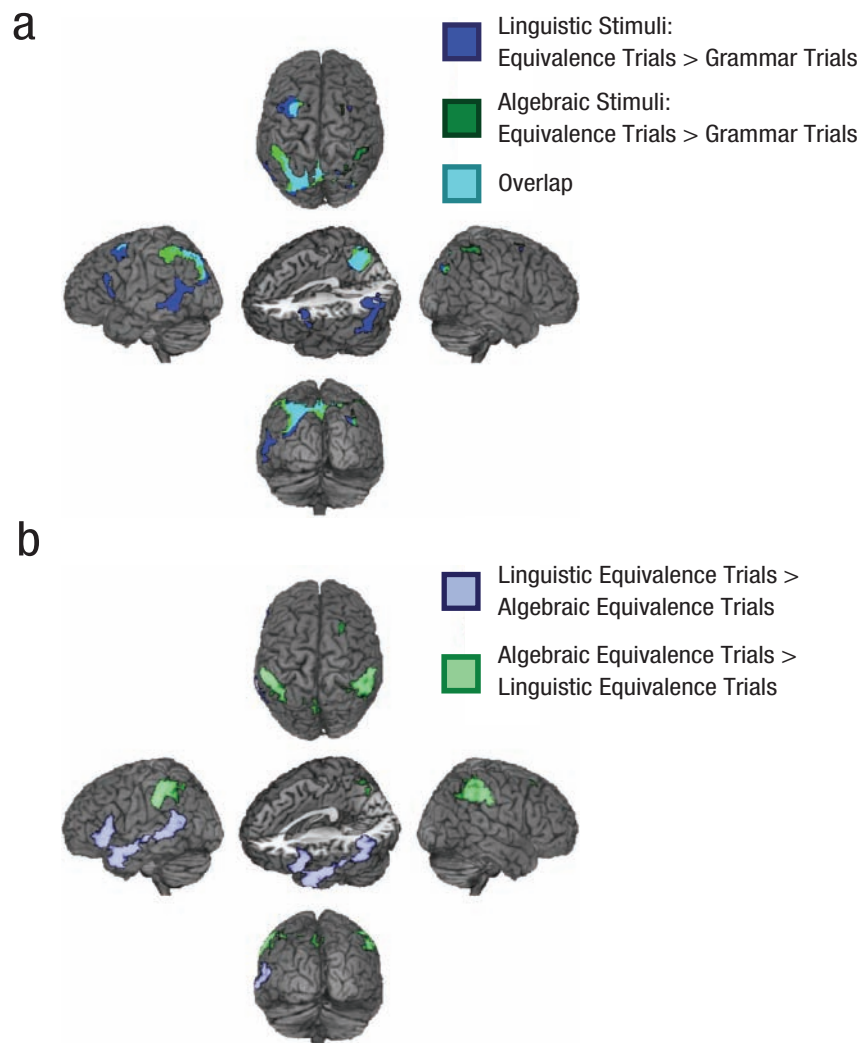 a
Linguistic Stimuli:
Equivalence Trials > Grammar Trials
Algebraic Stimuli:
Equivalence Trials > Grammar Trials
Overlap
b
Linguistic Equivalence Trials >
Algebraic Equivalence Trials
Algebraic Equivalence Trials >
Linguistic Equivalence Trials